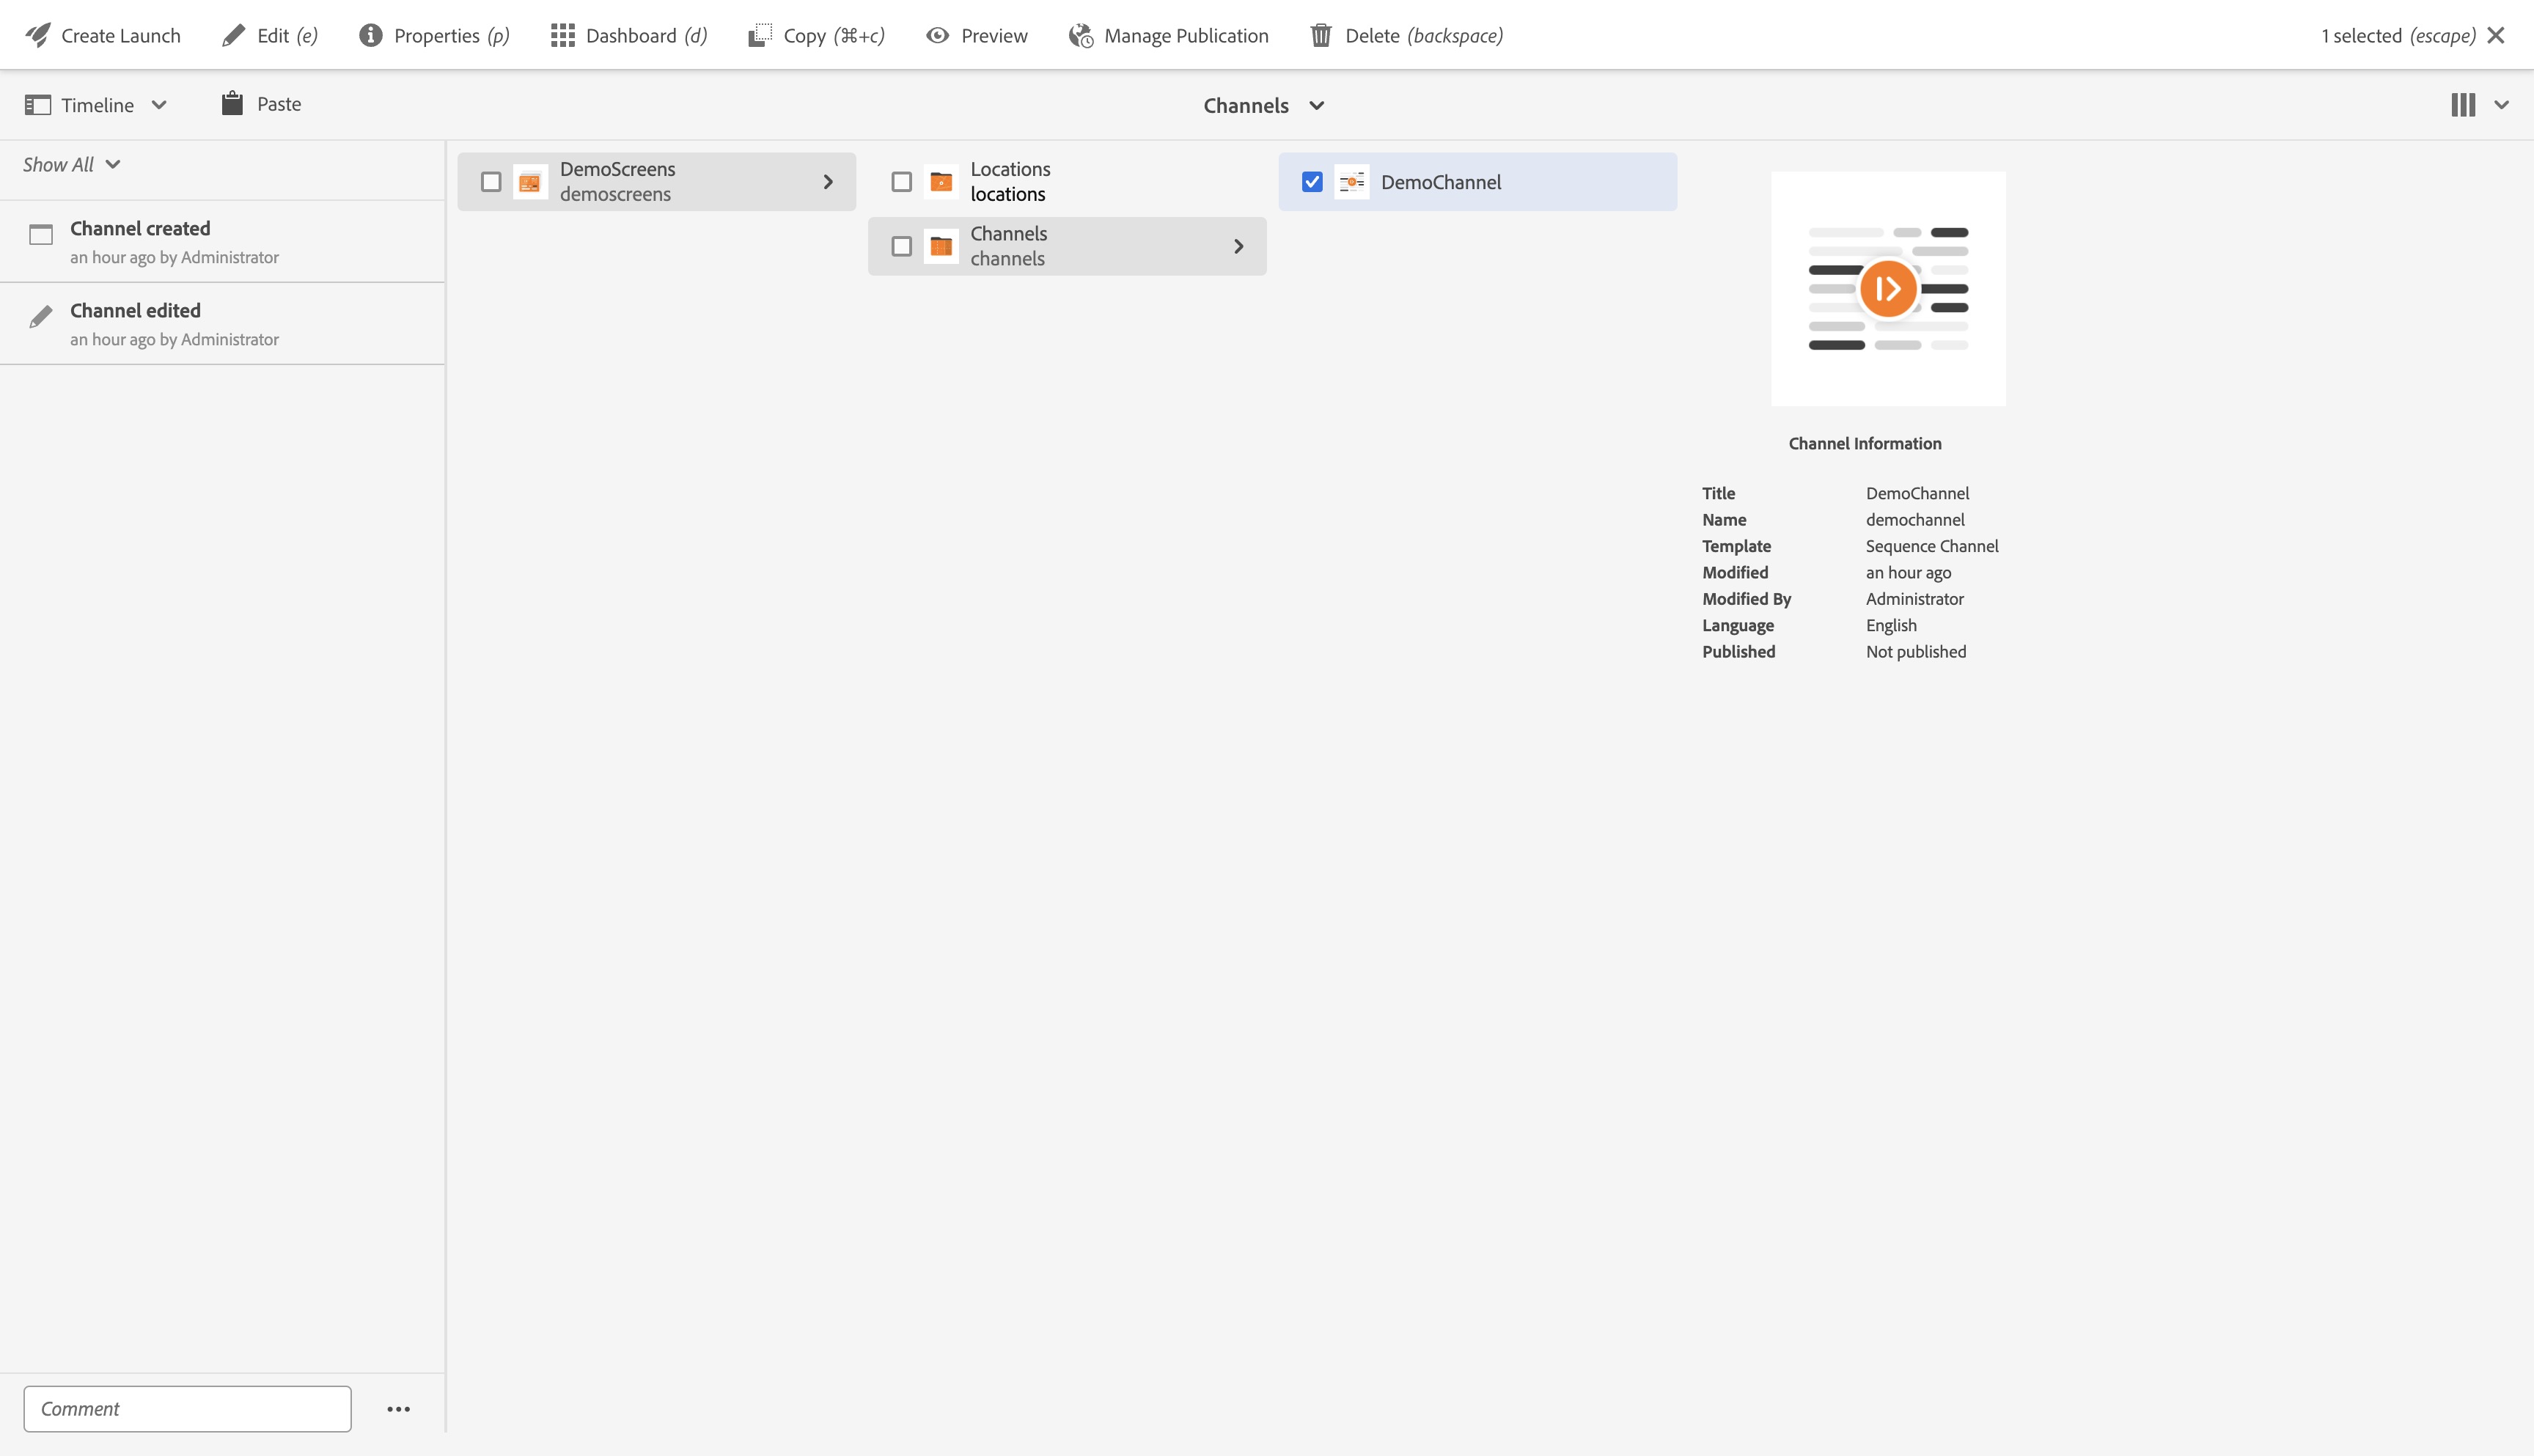 Create Launch
Edit (e)
Properties (p)
Dashboard (d)
Copy (⌘+c)
Preview
Manage Publication
Delete (backspace)
1 selected (escape)
Timeline
Paste
Channels
Show All
Channel created
an hour ago by Administrator
Channel edited
an hour ago by Administrator
DemoScreens
demoscreens
Locations
locations
Channels
channels
DemoChannel
Channel Information
Title DemoChannel
Name demochannel
Template Sequence Channel
Modified an hour ago
Modified By Administrator
Language English
Published Not published
Comment